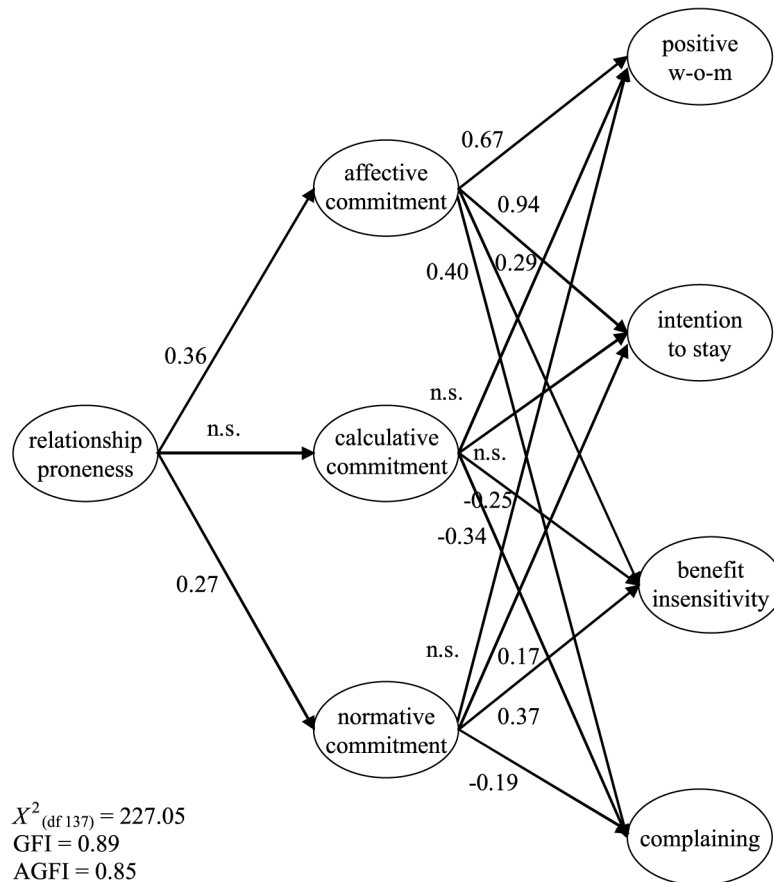 positive
w-o-m
0.67
affective
commitment
0.94
0.40
0.29
intention
to stay
0.36
n.s.
n.s.
relationship
proneness
calculative
commitment
n.s.
-0.25
-0.34
0.27
benefit
insensitivity
n.s.
0.17
normative
commitment
0.37
-0.19
X² (df 137) = 227.05
GFI = 0.89
AGFI = 0.85
complaining